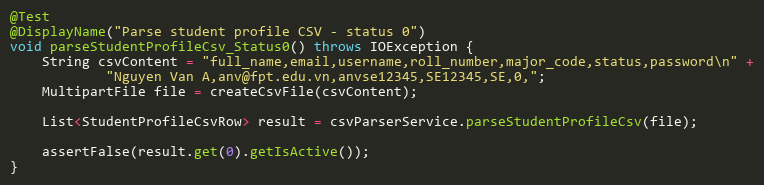 @Test
@DisplayName("Parse student profile CSV - status 0")
void parseStudentProfileCsv_Status0() throws IOException {
    String csvContent = "full_name,email,username,roll_number,major_code,status,password\n" +
            "Nguyen Van A,anv@fpt.edu.vn,anvse12345,SE12345,SE,0,";
    MultipartFile file = createCsvFile(csvContent);

    List<StudentProfileCsvRow> result = csvParserService.parseStudentProfileCsv(file);

    assertFalse(result.get(0).getIsActive());
}